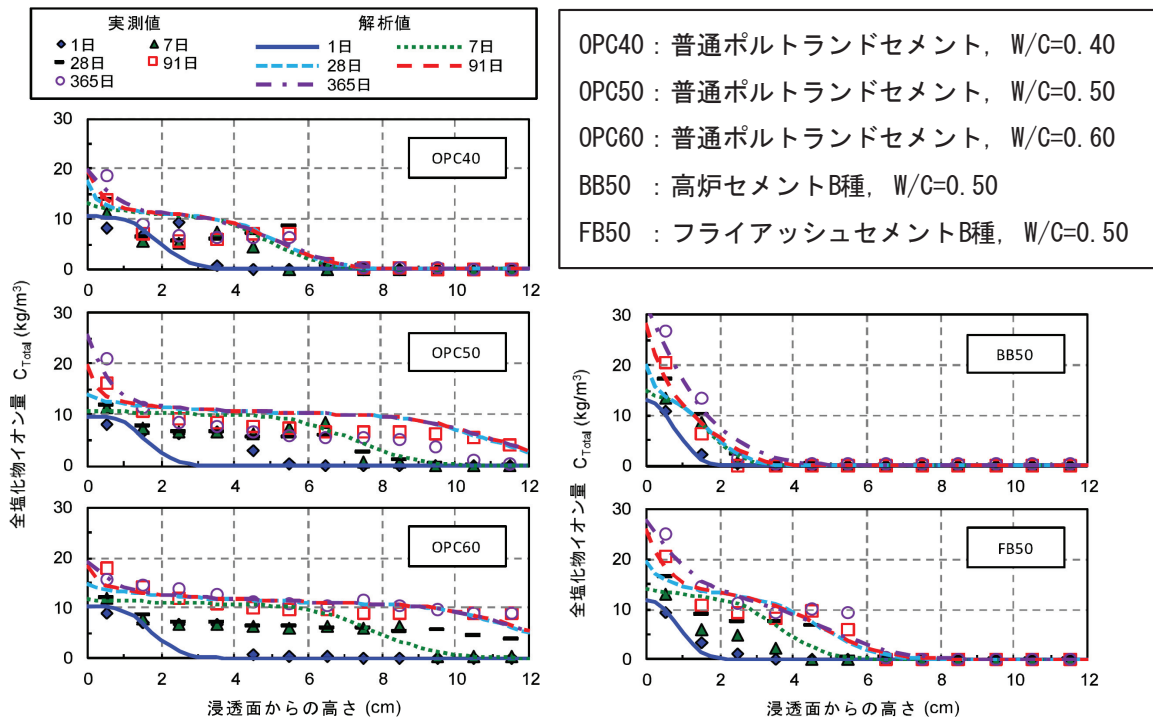 実測値 解析値
1日 7日 1日 7日
28日 91日 28日 91日
365日 365日
OPC40：普通ポルトランドセメント, W/C=0.40
OPC50：普通ポルトランドセメント, W/C=0.50
OPC60：普通ポルトランドセメント, W/C=0.60
BB50 ：高炉セメントB種, W/C=0.50
FB50 ：フライアッシュセメントB種, W/C=0.50
30
20
10
0
OPC40
0 2 4 6 8 10 12
30
20
10
0
OPC50
0 2 4 6 8 10 12
30
20
10
0
OPC60
0 2 4 6 8 10 12
全塩化物イオン量 CTotal (kg/m³)
浸透面からの高さ (cm)
30
20
10
0
BB50
0 2 4 6 8 10 12
30
20
10
0
FB50
0 2 4 6 8 10 12
全塩化物イオン量 CTotal (kg/m³)
浸透面からの高さ (cm)